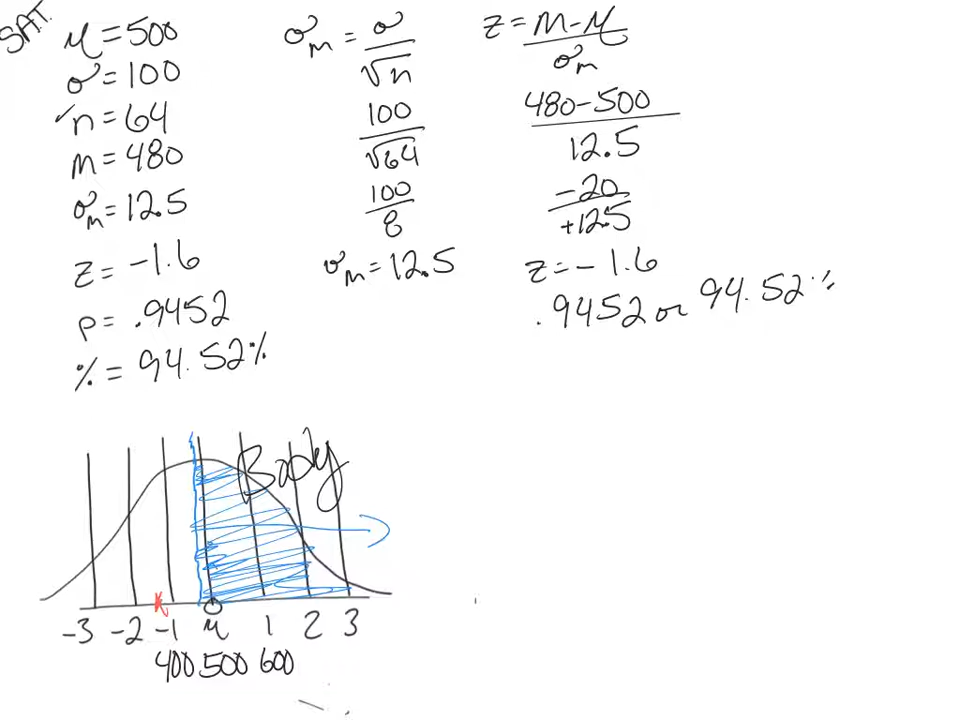 SAT.
μ = 500
σ = 100
✓n = 64
M = 480
σM = 12.5
z = -1.6
p = .9452
% = 94.52%
σM = σ
√n
100
√64
100
8
σM = 12.5
z = M - μ
σM
480 - 500
12.5
-20
+12.5
z = -1.6
.9452 or 94.52%
Body
-3 -2 -1 μ 1 2 3
400 500 600